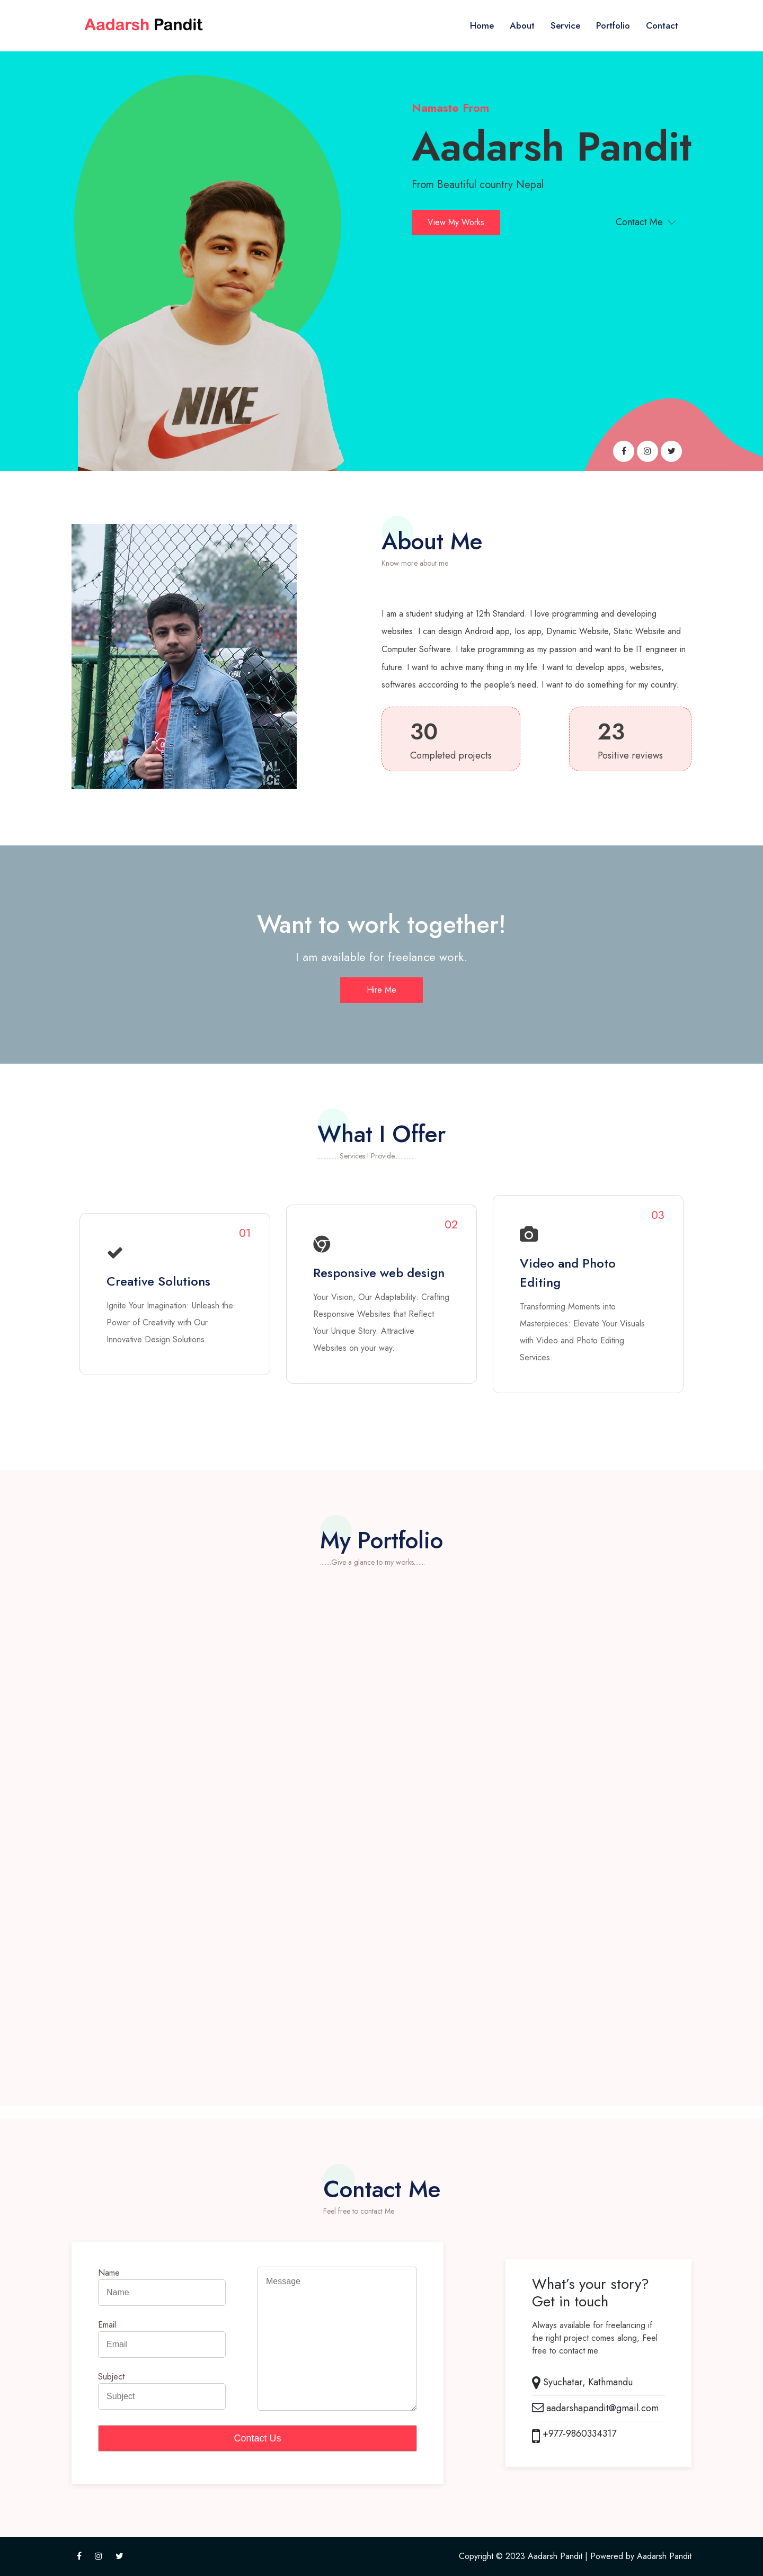 Aadarsh Pandit
Home About Service Portfolio Contact
Namaste From
Aadarsh Pandit
From Beautiful country Nepal
View My Works
Contact Me
NIKE
About Me
Know more about me
I am a student studying at 12th Standard. I love programming and developing
websites. I can design Android app, Ios app, Dynamic Website, Static Website and
Computer Software. I take programming as my passion and want to be IT engineer in
future. I want to achive many thing in my life. I want to develop apps, websites,
softwares acccording to the people's need. I want to do something for my country.
30
Completed projects
23
Positive reviews
Want to work together!
I am available for freelance work.
Hire Me
What I Offer
Services I Provide
01
Creative Solutions
Ignite Your Imagination: Unleash the
Power of Creativity with Our
Innovative Design Solutions
02
Responsive web design
Your Vision, Our Adaptability: Crafting
Responsive Websites that Reflect
Your Unique Story. Attractive
Websites on your way.
03
Video and Photo
Editing
Transforming Moments into
Masterpieces: Elevate Your Visuals
with Video and Photo Editing
Services.
My Portfolio
Give a glance to my works
Contact Me
Feel free to contact Me
Name
Name
Email
Email
Subject
Subject
Message
Contact Us
What's your story?
Get in touch
Always available for freelancing if
the right project comes along, Feel
free to contact me.
Syuchatar, Kathmandu
aadarshapandit@gmail.com
+977-9860334317
Copyright © 2023 Aadarsh Pandit | Powered by Aadarsh Pandit